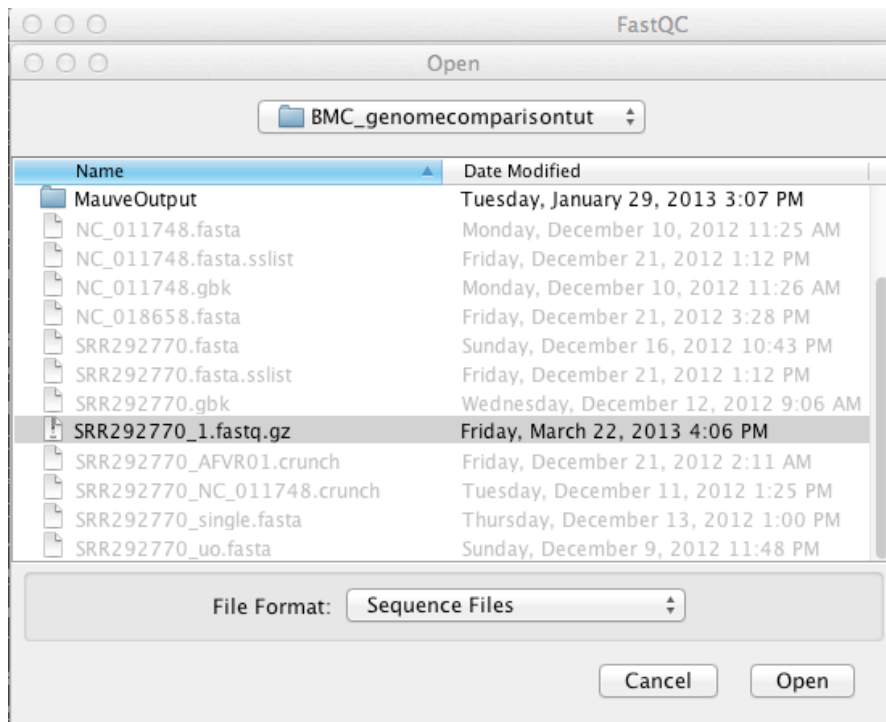 FastQC
Open
BMC_genomecomparisontut
Name Date Modified
MauveOutput Tuesday, January 29, 2013 3:07 PM
NC_011748.fasta Monday, December 10, 2012 11:25 AM
NC_011748.fasta.sslist Friday, December 21, 2012 1:12 PM
NC_011748.gbk Monday, December 10, 2012 11:26 AM
NC_018658.fasta Friday, December 21, 2012 3:28 PM
SRR292770.fasta Sunday, December 16, 2012 10:43 PM
SRR292770.fasta.sslist Friday, December 21, 2012 1:12 PM
SRR292770.gbk Wednesday, December 12, 2012 9:06 AM
SRR292770_1.fastq.gz Friday, March 22, 2013 4:06 PM
SRR292770_AFVR01.crunch Friday, December 21, 2012 2:11 AM
SRR292770_NC_011748.crunch Tuesday, December 11, 2012 1:25 PM
SRR292770_single.fasta Thursday, December 13, 2012 1:00 PM
SRR292770_uo.fasta Sunday, December 9, 2012 11:48 PM
File Format: Sequence Files
Cancel Open